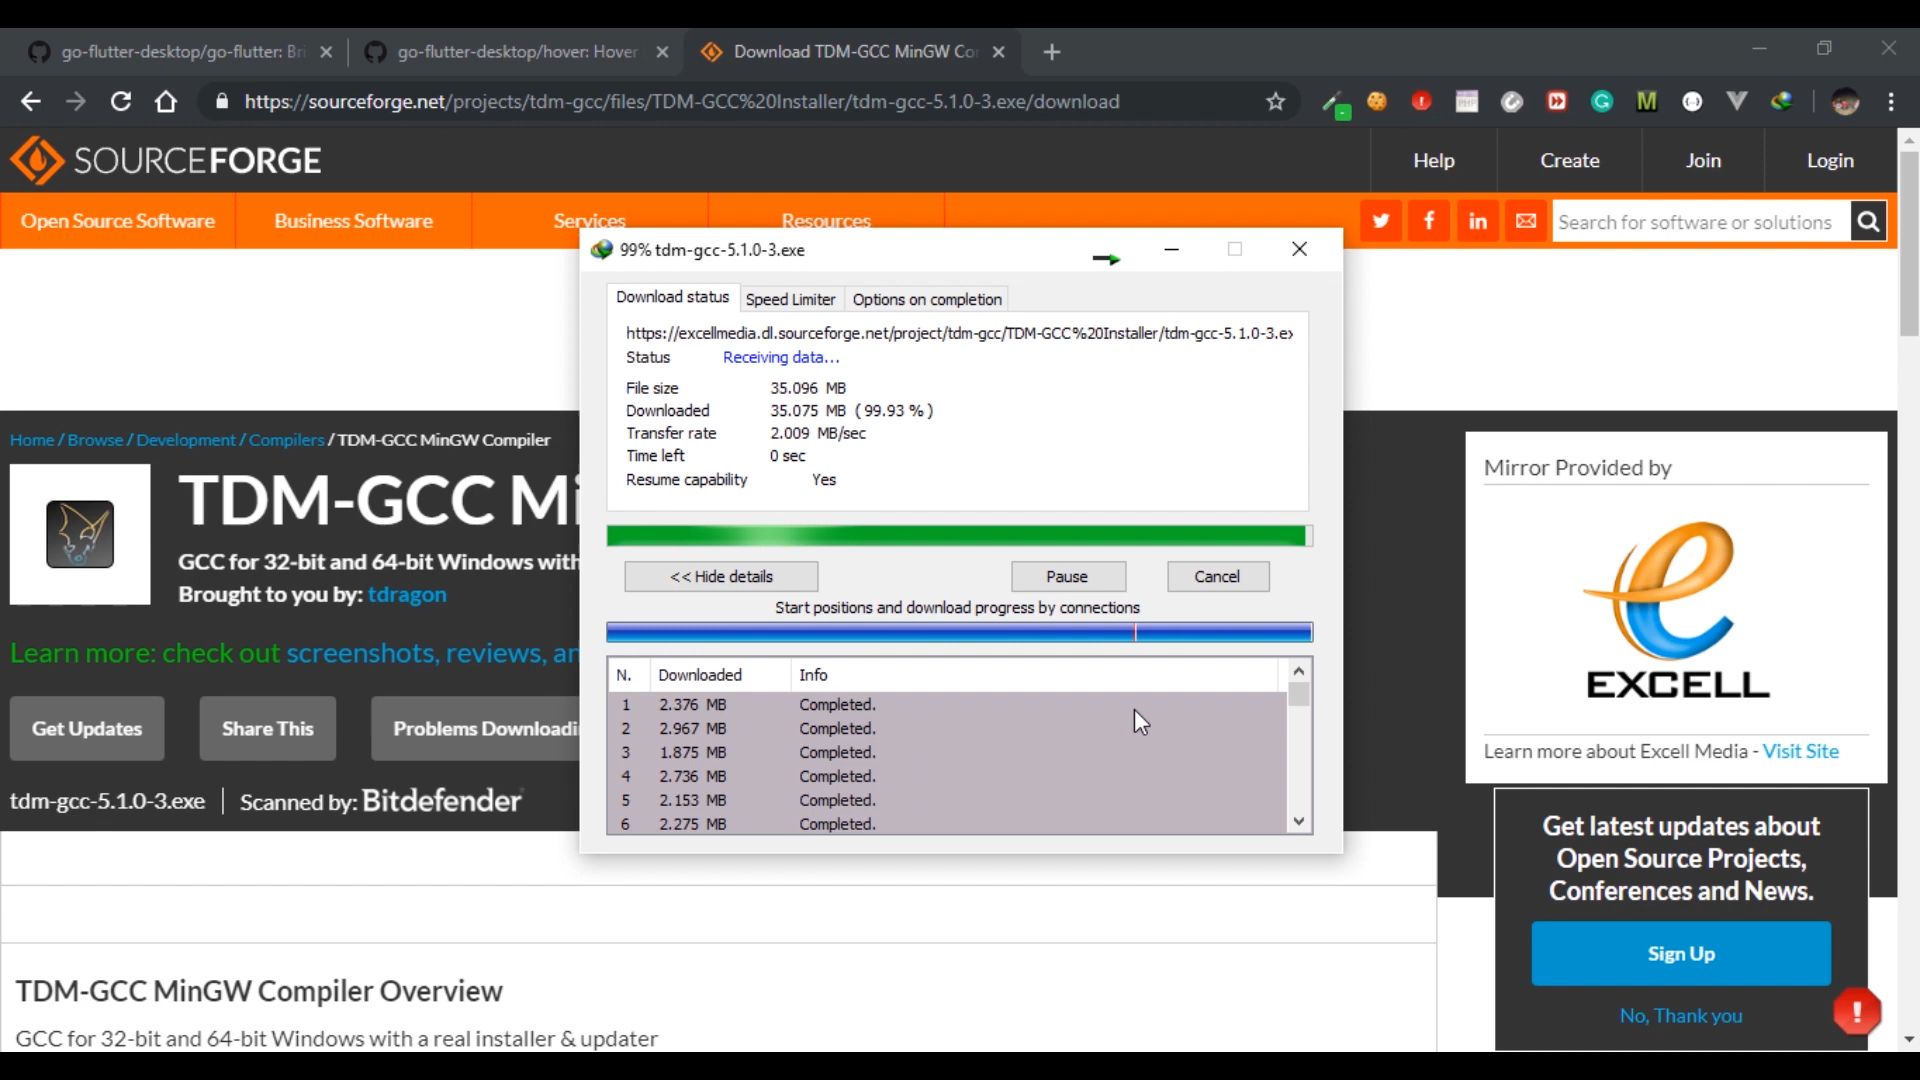 go-flutter-desktop/go-flutter: Bri
go-flutter-desktop/hover: Hover
Download TDM-GCC MinGW Co
https://sourceforge.net/projects/tdm-gcc/files/TDM-GCC%20Installer/tdm-gcc-5.1.0-3.exe/download
SOURCEFORGE
Help
Create
Join
Login
Open Source Software
Business Software
Services
Resources
Search for software or solutions
99% tdm-gcc-5.1.0-3.exe
Download status
Speed Limiter
Options on completion
https://excellmedia.dl.sourceforge.net/project/tdm-gcc/TDM-GCC%20Installer/tdm-gcc-5.1.0-3.ex
Status Receiving data...
File size 35.096 MB
Downloaded 35.075 MB ( 99.93 % )
Transfer rate 2.009 MB/sec
Time left 0 sec
Resume capability Yes
<< Hide details
Pause
Cancel
Start positions and download progress by connections
N. Downloaded Info
1 2.376 MB Completed.
2 2.967 MB Completed.
3 1.875 MB Completed.
4 2.736 MB Completed.
5 2.153 MB Completed.
6 2.275 MB Completed.
Home / Browse / Development / Compilers / TDM-GCC MinGW Compiler
TDM-GCC Mi
GCC for 32-bit and 64-bit Windows with
Brought to you by: tdragon
Learn more: check out screenshots, reviews, an
Get Updates
Share This
Problems Downloadi
tdm-gcc-5.1.0-3.exe
Scanned by: Bitdefender
Mirror Provided by
EXCELL
Learn more about Excell Media - Visit Site
Get latest updates about
Open Source Projects,
Conferences and News.
Sign Up
No, Thank you
TDM-GCC MinGW Compiler Overview
GCC for 32-bit and 64-bit Windows with a real installer & updater